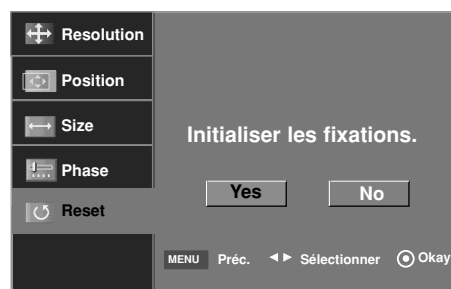 Resolution
Position
Size
Phase
Reset
Initialiser les fixations.
Yes No
MENU Préc. Sélectionner Okay